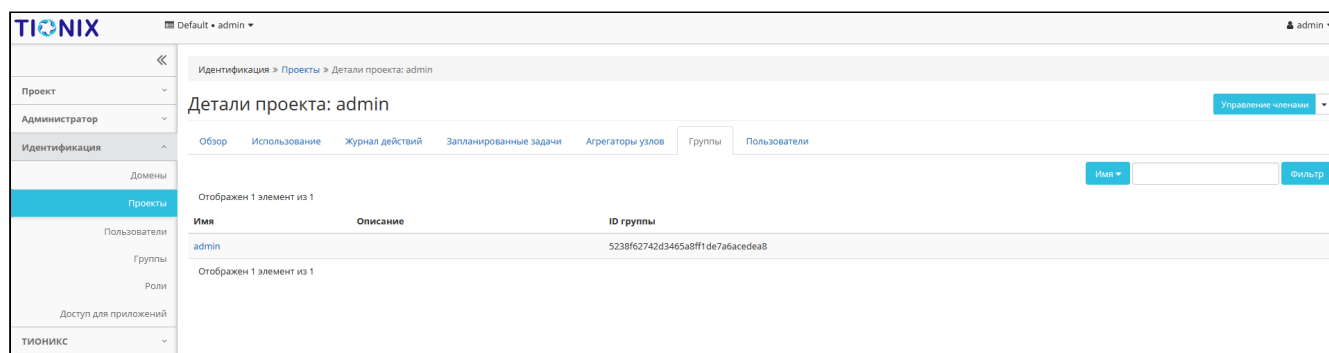 TIONIX
Default • admin
admin
Идентификация » Проекты » Детали проекта: admin
Проект
Администратор
Идентификация
Домены
Проекты
Пользователи
Группы
Роли
Доступ для приложений
ТИОНИКС
Детали проекта: admin
Управление членами
Обзор Использование Журнал действий Запланированные задачи Агрегаторы узлов Группы Пользователи
Имя Фильтр
Отображен 1 элемент из 1
Имя Описание ID группы
admin 5238f62742d3465a8ff1de7a6acedea8
Отображен 1 элемент из 1